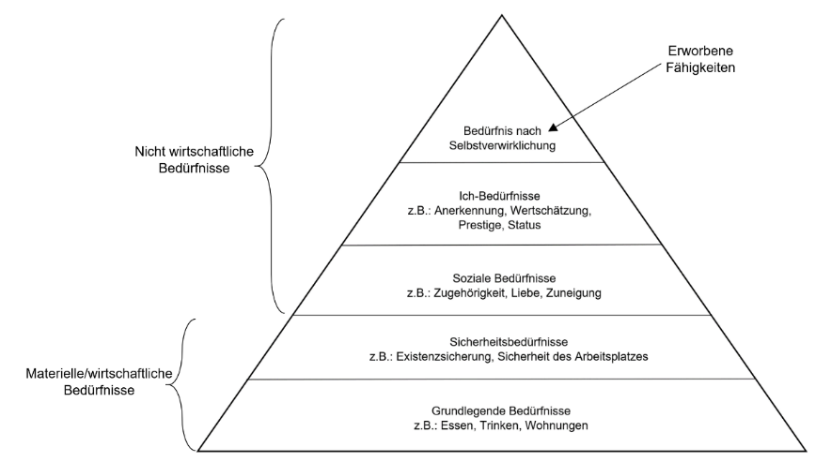 Erworbene
Fähigkeiten
Bedürfnis nach
Selbstverwirklichung
Nicht wirtschaftliche
Bedürfnisse
Ich-Bedürfnisse
z.B.: Anerkennung, Wertschätzung,
Prestige, Status
Soziale Bedürfnisse
z.B.: Zugehörigkeit, Liebe, Zuneigung
Sicherheitsbedürfnisse
z.B.: Existenzsicherung, Sicherheit des Arbeitsplatzes
Materielle/wirtschaftliche
Bedürfnisse
Grundlegende Bedürfnisse
z.B.: Essen, Trinken, Wohnungen